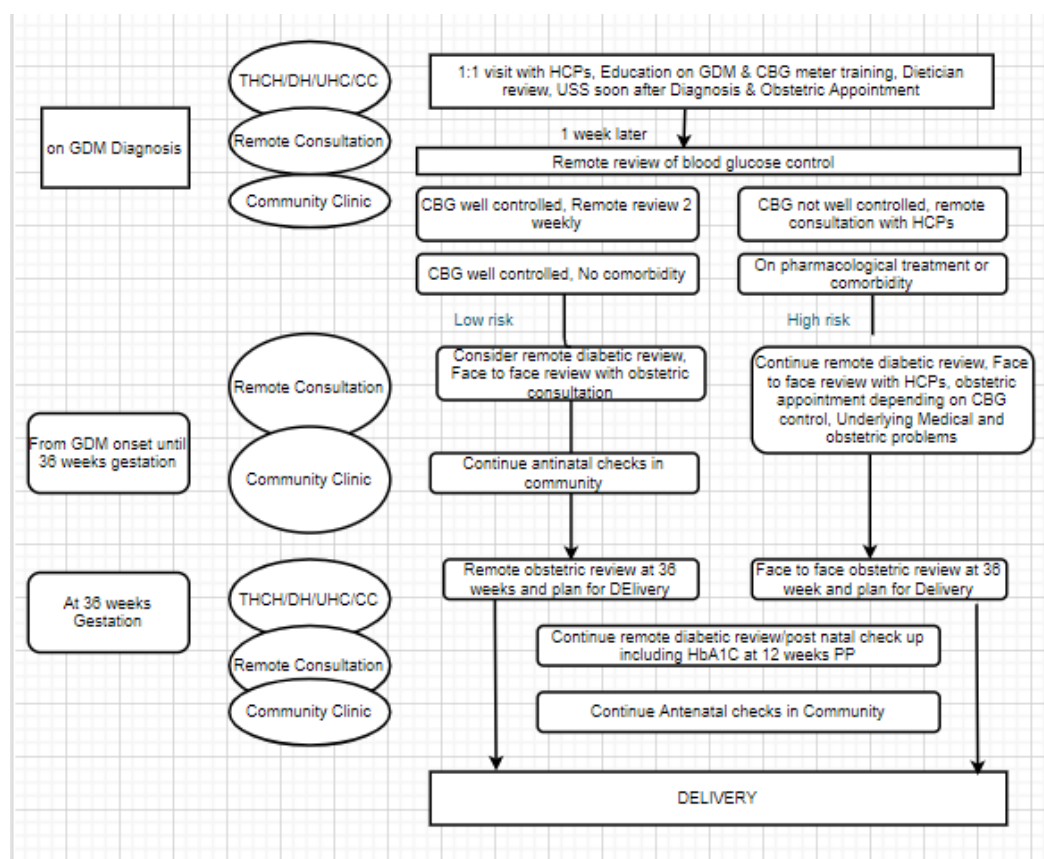 THCH/DH/UHC/CC
1:1 visit with HCPs, Education on GDM & CBG meter training, Dietician
review, USS soon after Diagnosis & Obstetric Appointment
on GDM Diagnosis
Remote Consultation
1 week later
Remote review of blood glucose control
Community Clinic
CBG well controlled, Remote review 2
weekly
CBG not well controlled, remote
consultation with HCPs
CBG well controlled, No comorbidity
On pharmacological treatment or
comorbidity
Low risk
High risk
Remote Consultation
Consider remote diabetic review,
Face to face review with obstetric
consultation
Continue remote diabetic review, Face
to face review with HCPs, obstetric
appointment depending on CBG
control, Underlying Medical and
obstetric problems
From GDM onset until
36 weeks gestation
Community Clinic
Continue antinatal checks in
community
At 36 weeks
Gestation
THCH/DH/UHC/CC
Remote obstetric review at 36
weeks and plan for DElivery
Face to face obstetric review at 36
week and plan for Delivery
Remote Consultation
Continue remote diabetic review/post natal check up
including HbA1C at 12 weeks PP
Community Clinic
Continue Antenatal checks in Community
DELIVERY